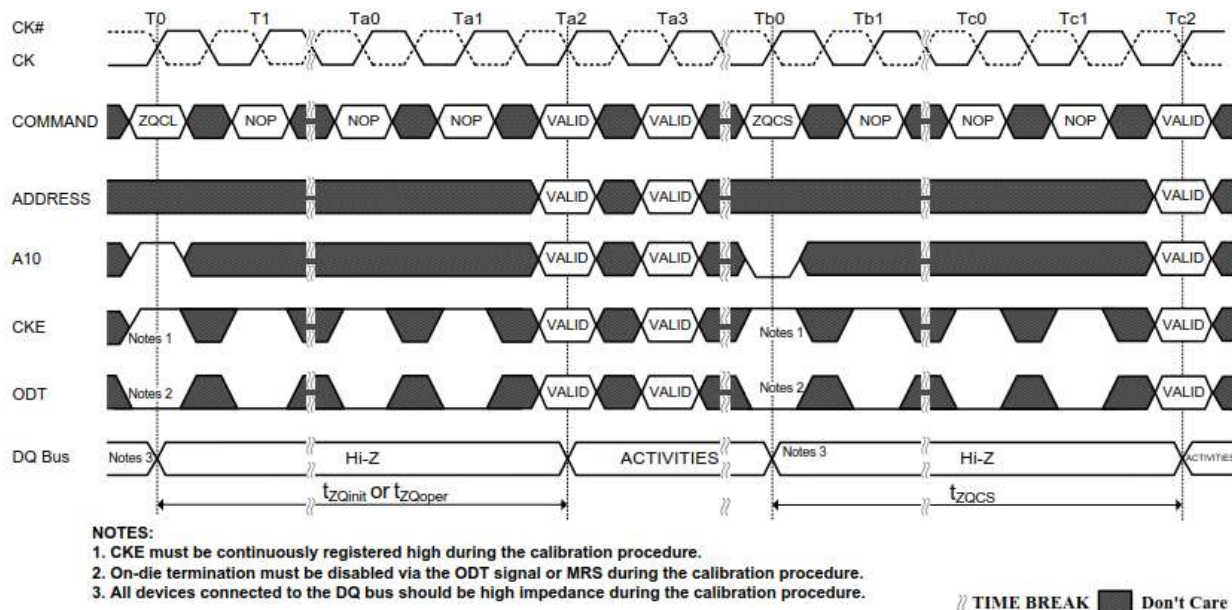 T0 T1 Ta0 Ta1 Ta2 Ta3 Tb0 Tb1 Tc0 Tc1 Tc2
CK#
CK
COMMAND ZQCL NOP NOP NOP VALID VALID ZQCS NOP NOP NOP VALID
ADDRESS VALID VALID VALID
A10 VALID VALID VALID
CKE Notes 1 VALID VALID Notes 1 VALID
ODT Notes 2 VALID VALID Notes 2 VALID
DQ Bus Notes 3 Hi-Z ACTIVITIES Notes 3 Hi-Z ACTIVITIES
tZQinit or tZQoper tZQCS
NOTES:
1. CKE must be continuously registered high during the calibration procedure.
2. On-die termination must be disabled via the ODT signal or MRS during the calibration procedure.
3. All devices connected to the DQ bus should be high impedance during the calibration procedure.
TIME BREAK Don't Care